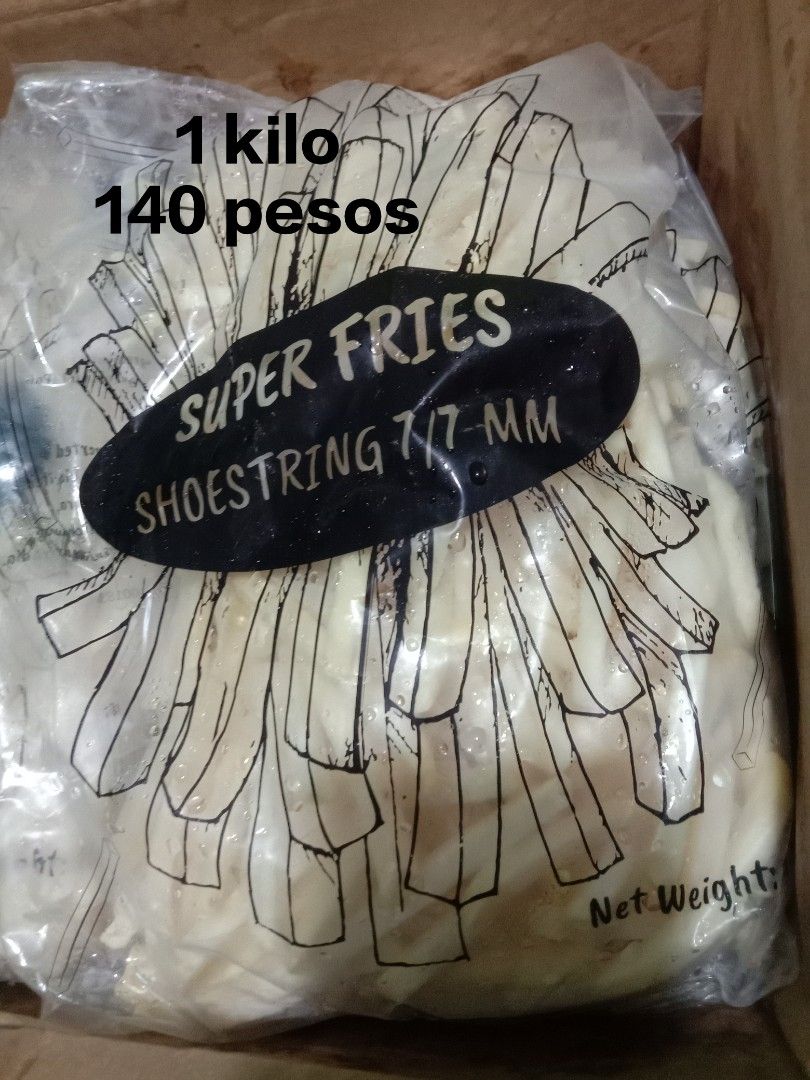 1 kilo
140 pesos
SUPER FRIES
SHOESTRING 7/7 MM
Net Weight: